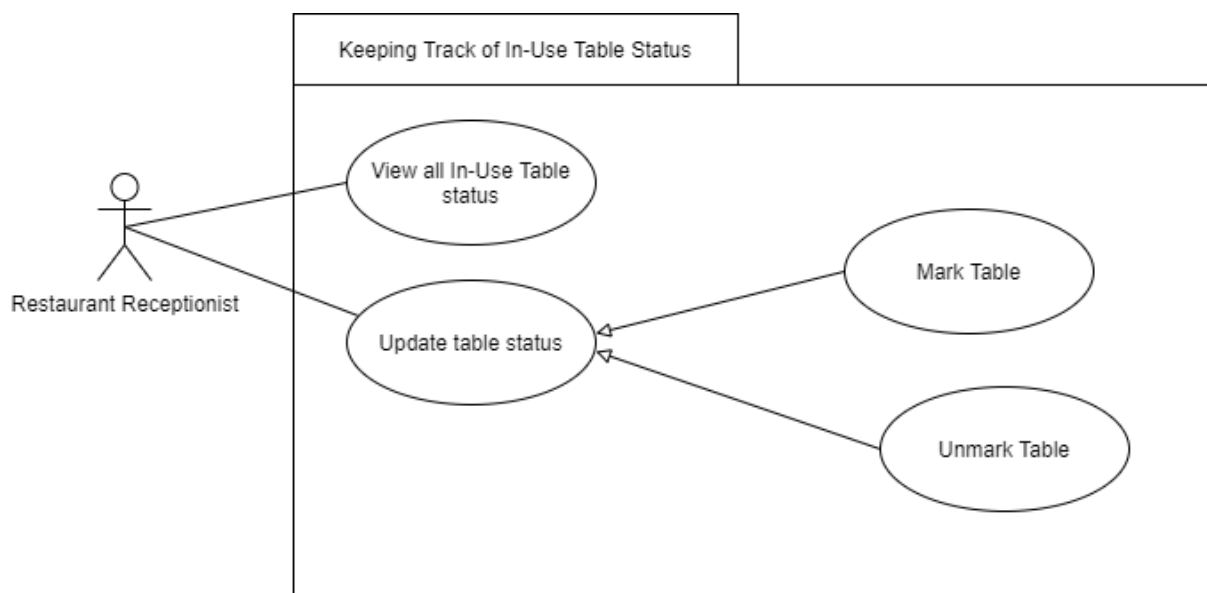 Keeping Track of In-Use Table Status
View all In-Use Table
status
Restaurant Receptionist
Mark Table
Update table status
Unmark Table